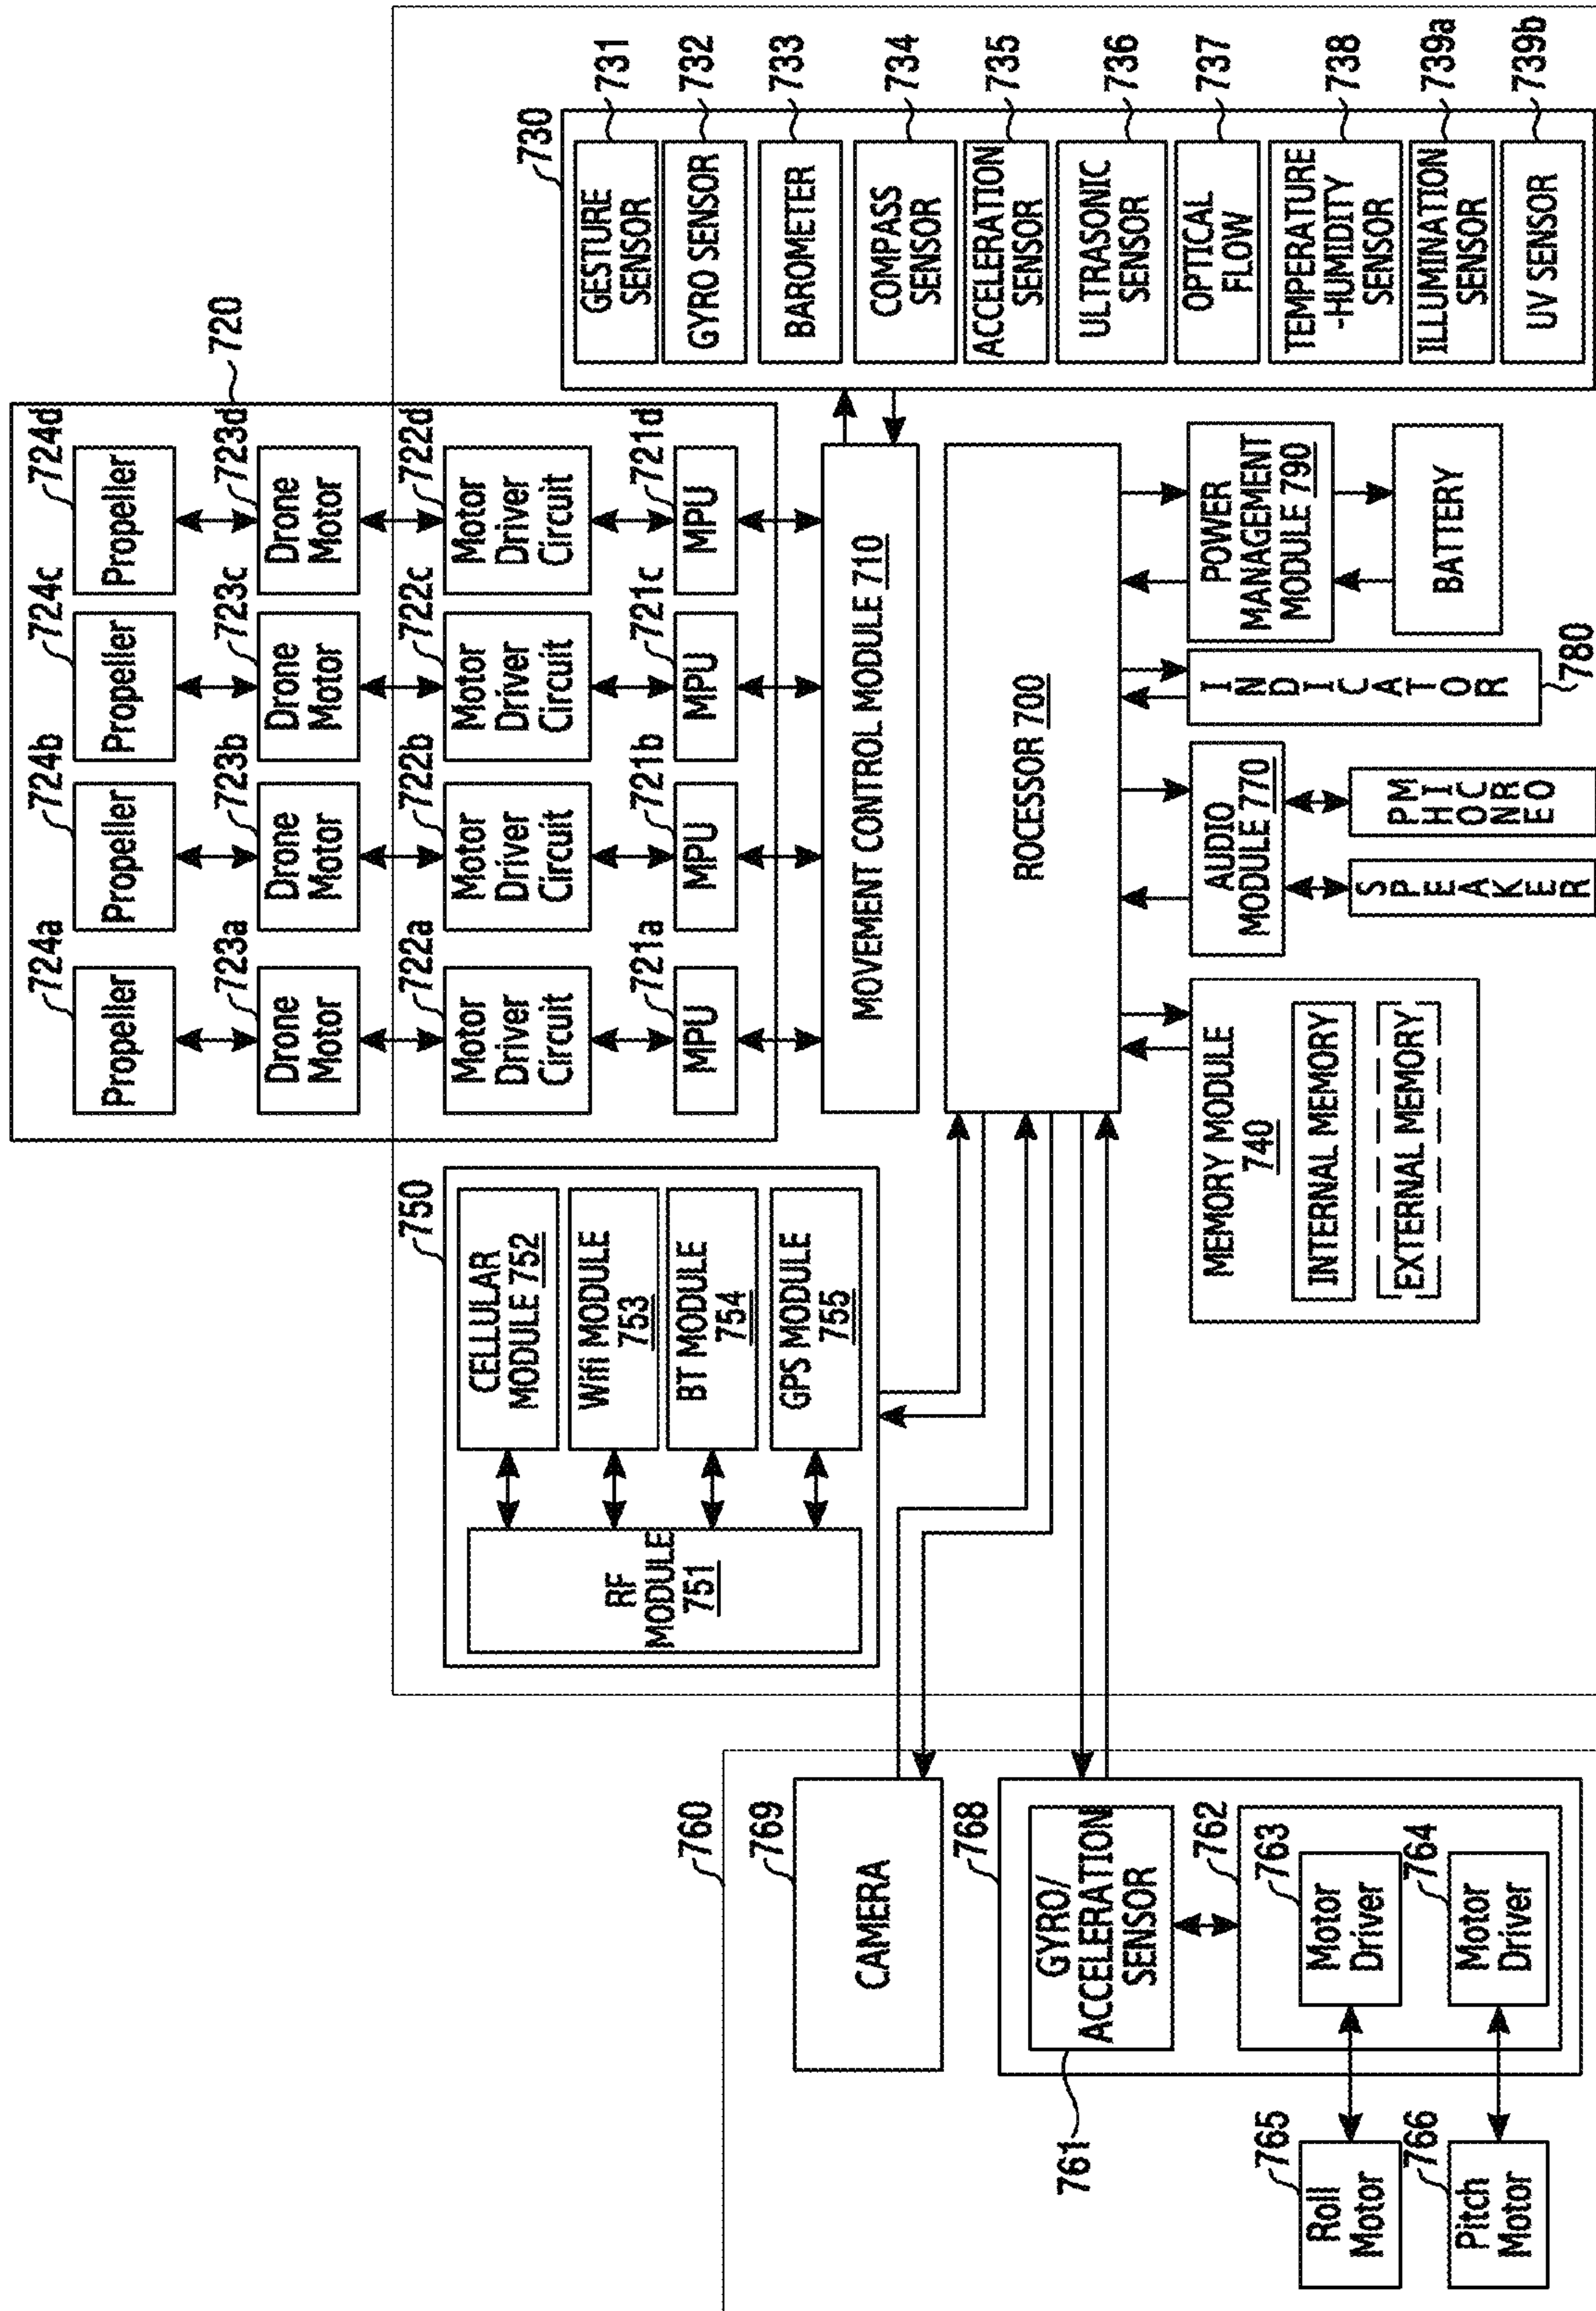 720
724a
724b
724c
724d
Propeller
Propeller
Propeller
Propeller
723a
723b
723c
723d
Drone
Motor
Drone
Motor
Drone
Motor
Drone
Motor
722a
722b
722c
722d
Motor
Driver
Circuit
Motor
Driver
Circuit
Motor
Driver
Circuit
Motor
Driver
Circuit
721a
721b
721c
721d
MPU
MPU
MPU
MPU
750
CELLULAR
MODULE 752
Wifi MODULE
753
BT MODULE
754
GPS MODULE
755
RF
MODULE
751
730
GESTURE
SENSOR
731
GYRO SENSOR
732
BAROMETER
733
COMPASS
SENSOR
734
ACCELERATION
SENSOR
735
ULTRASONIC
SENSOR
736
OPTICAL
FLOW
737
TEMPERATURE
-HUMIDITY
SENSOR
738
ILLUMINATION
SENSOR
739a
UV SENSOR
739b
MOVEMENT CONTROL MODULE 710
ROCESSOR 700
760
769
CAMERA
768
GYRO/
ACCELERATION
SENSOR
761
762
763
Motor
Driver
764
Motor
Driver
765
Roll
Motor
766
Pitch
Motor
MEMORY MODULE
740
INTERNAL MEMORY
EXTERNAL MEMORY
AUDIO
MODULE 770
SPEAKER
PM
HI
OC
NR
EO
INDICATOR
780
POWER
MANAGEMENT
MODULE 790
BATTERY